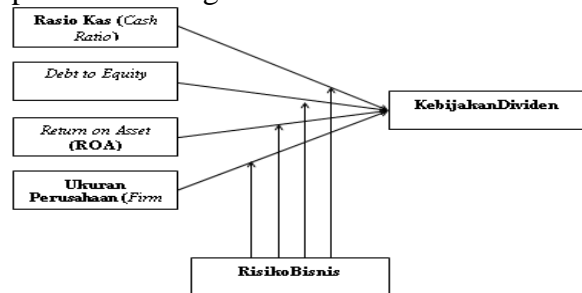 Rasio Kas (Cash
Ratio)
Debt to Equity
Return on Asset
(ROA)
Ukuran
Perusahaan (Firm
KebijakanDividen
RisikoBisnis